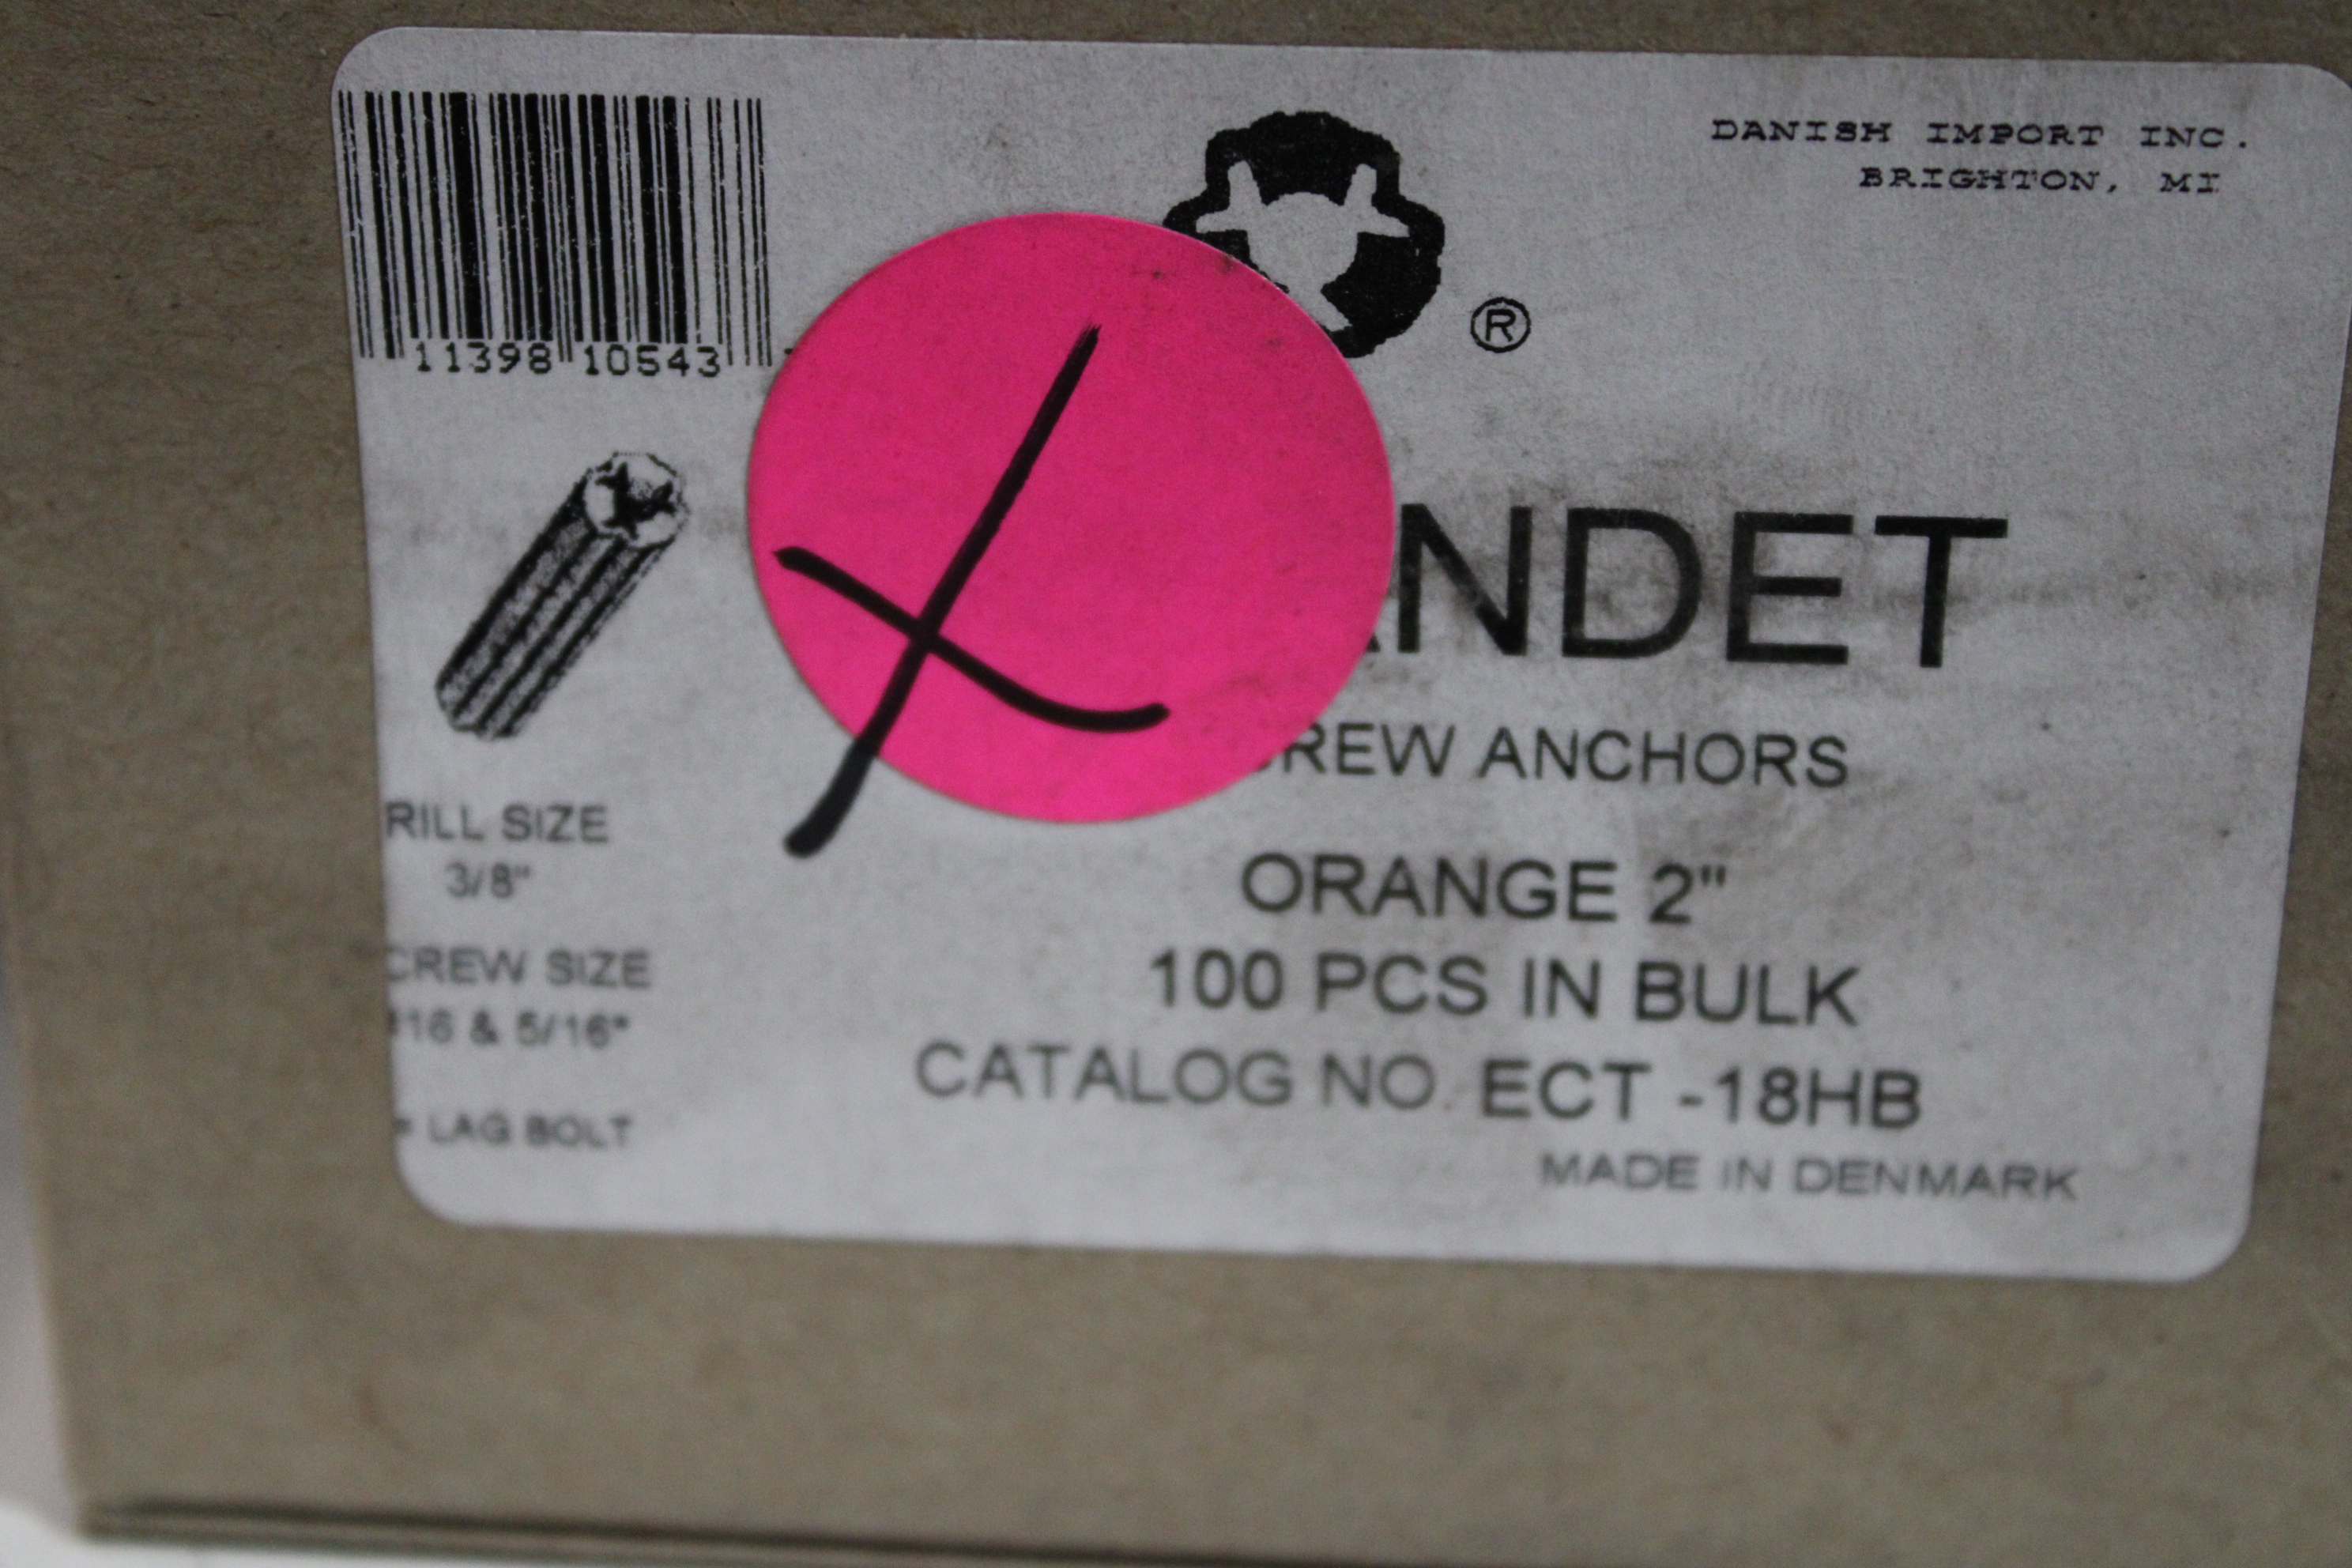 DANISH IMPORT INC.
BRIGHTON, MI
11398 10543
®
NDET
REW ANCHORS
RILL SIZE
3/8"
CREW SIZE
16 & 5/16"
LAG BOLT
ORANGE 2"
100 PCS IN BULK
CATALOG NO. ECT -18HB
MADE IN DENMARK